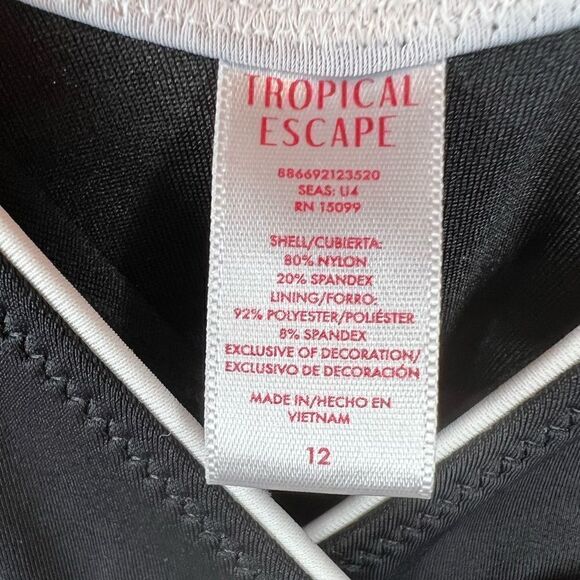 TROPICAL
ESCAPE
886692123520
SEAS: U4
RN 15099
SHELL/CUBIERTA:
80% NYLON
20% SPANDEX
LINING/FORRO:
92% POLYESTER/POLIÉSTER
8% SPANDEX
EXCLUSIVE OF DECORATION/
EXCLUSIVO DE DECORACIÓN
MADE IN/HECHO EN
VIETNAM
12